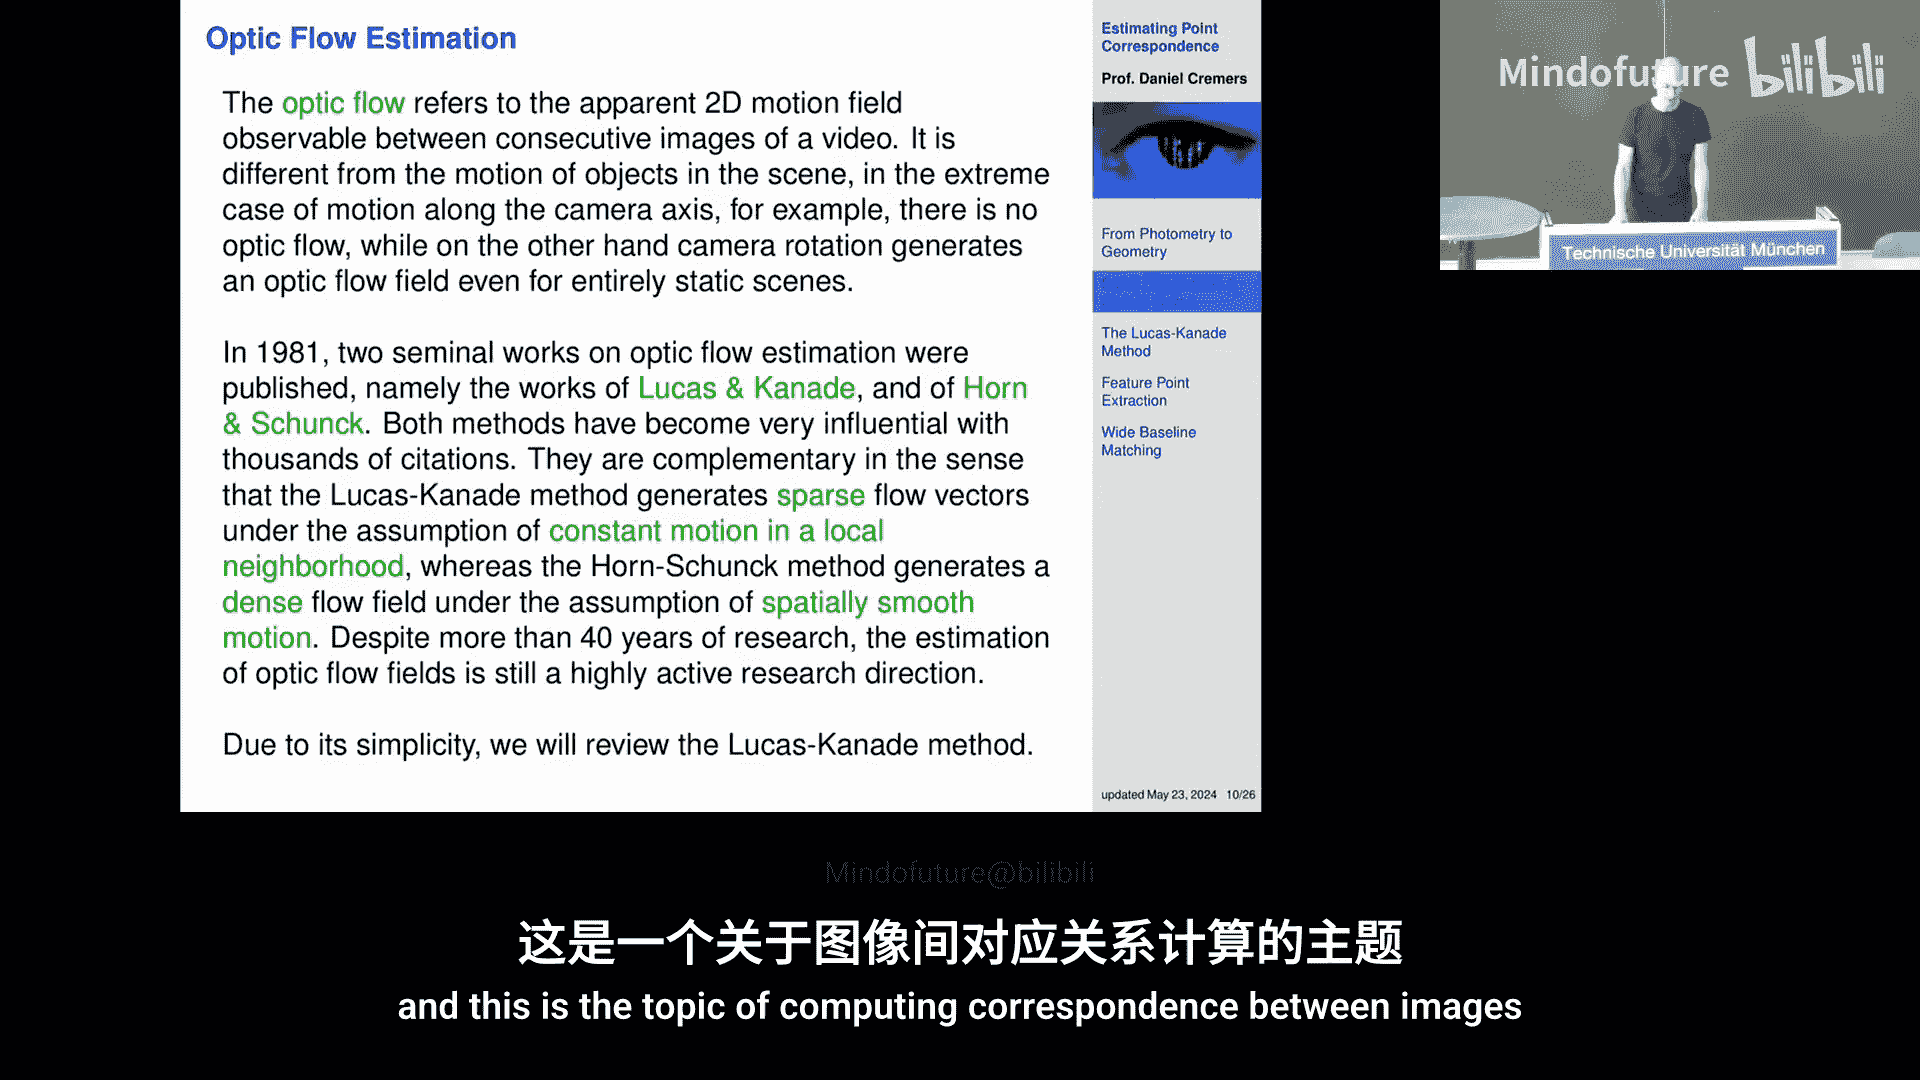 Optic Flow Estimation
The optic flow refers to the apparent 2D motion field
observable between consecutive images of a video. It is
different from the motion of objects in the scene, in the extreme
case of motion along the camera axis, for example, there is no
optic flow, while on the other hand camera rotation generates
an optic flow field even for entirely static scenes.
In 1981, two seminal works on optic flow estimation were
published, namely the works of Lucas & Kanade, and of Horn
& Schunck. Both methods have become very influential with
thousands of citations. They are complementary in the sense
that the Lucas-Kanade method generates sparse flow vectors
under the assumption of constant motion in a local
neighborhood, whereas the Horn-Schunck method generates a
dense flow field under the assumption of spatially smooth
motion. Despite more than 40 years of research, the estimation
of optic flow fields is still a highly active research direction.
Due to its simplicity, we will review the Lucas-Kanade method.
Estimating Point
Correspondence
Prof. Daniel Cremers
From Photometry to
Geometry
The Lucas-Kanade
Method
Feature Point
Extraction
Wide Baseline
Matching
updated May 23, 2024 10/26
Mindofuture bilibili
Technische Universität München
Mindofuture@bilibili
这是一个关于图像间对应关系计算的主题
and this is the topic of computing correspondence between images